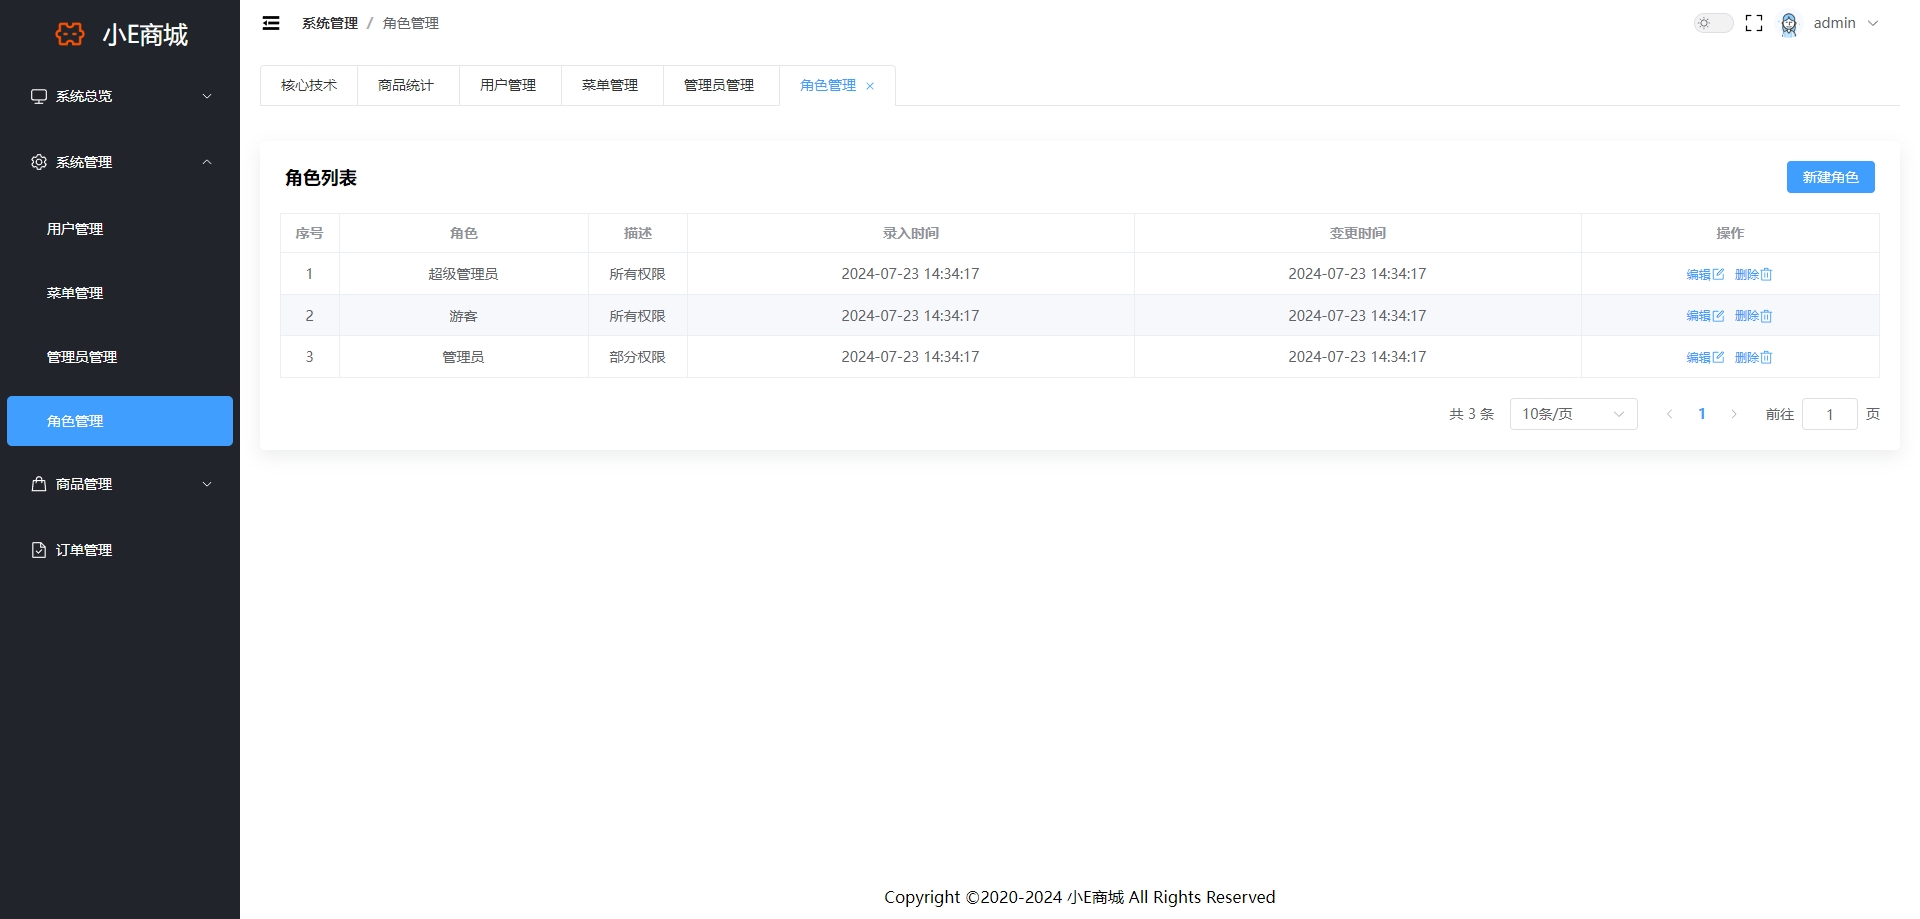 小E商城
系统总览
系统管理
用户管理
菜单管理
管理员管理
角色管理
商品管理
订单管理
系统管理 / 角色管理
admin
核心技术 商品统计 用户管理 菜单管理 管理员管理 角色管理
角色列表
新建角色
序号 角色 描述 录入时间 变更时间 操作
1 超级管理员 所有权限 2024-07-23 14:34:17 2024-07-23 14:34:17 编辑 删除
2 游客 所有权限 2024-07-23 14:34:17 2024-07-23 14:34:17 编辑 删除
3 管理员 部分权限 2024-07-23 14:34:17 2024-07-23 14:34:17 编辑 删除
共 3 条 10条/页 1 前往 1 页
Copyright ©2020-2024 小E商城 All Rights Reserved